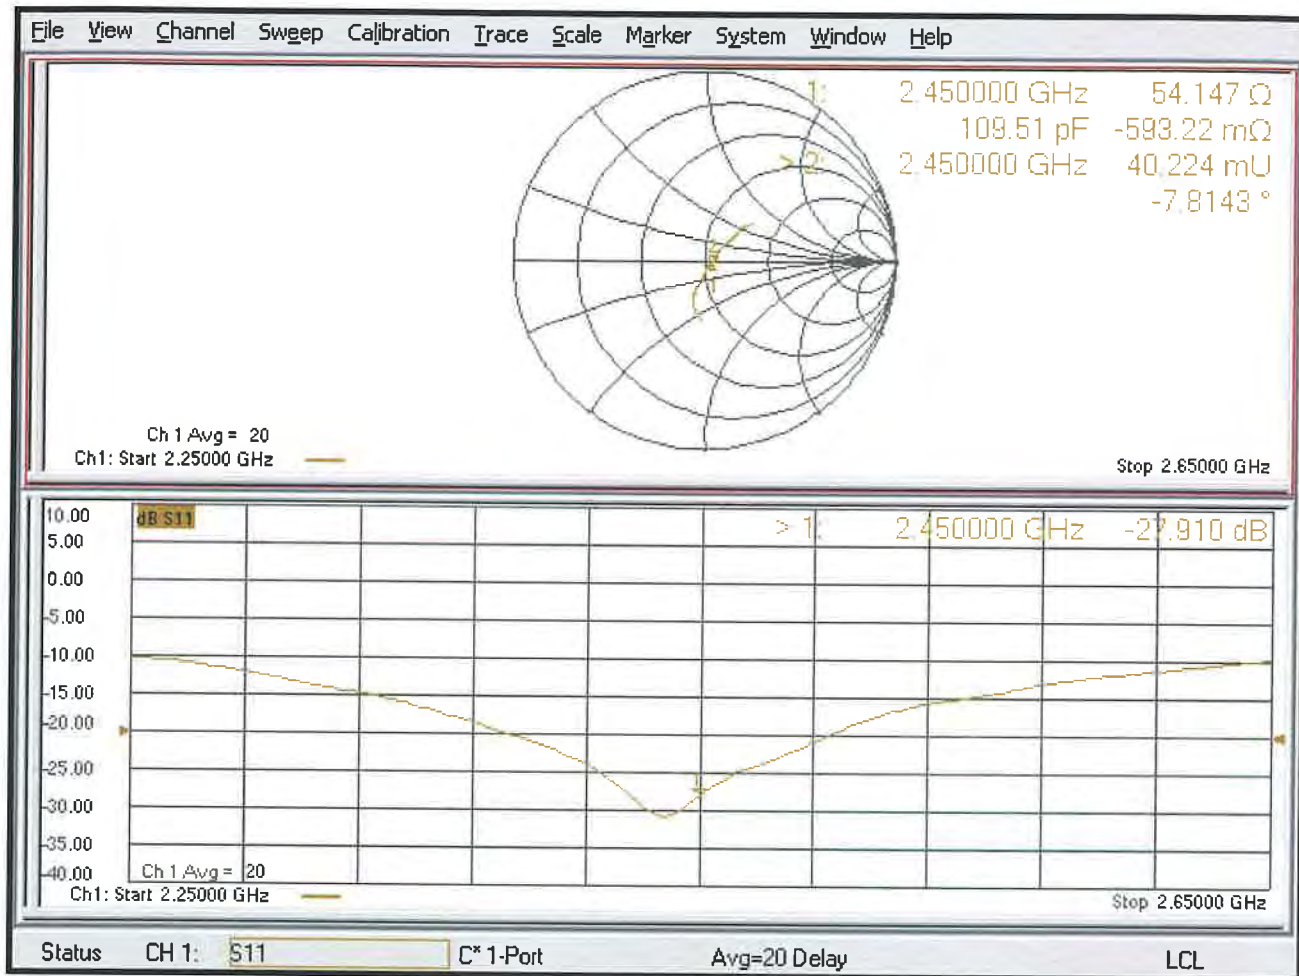 File View Channel Sweep Calibration Trace Scale Marker System Window Help
1: 2.450000 GHz 54.147 Ω
109.51 pF -593.22 mΩ
> 2: 2.450000 GHz 40.224 mU
-7.8143 °
Ch 1 Avg = 20
Ch1: Start 2.25000 GHz
Stop 2.65000 GHz
10.00
dB S11
> 1: 2.450000 GHz -27.910 dB
5.00
0.00
-5.00
-10.00
-15.00
-20.00
-25.00
1
-30.00
-35.00
-40.00
Ch 1 Avg = 20
Ch1: Start 2.25000 GHz
Stop 2.65000 GHz
Status CH 1: S11 C* 1-Port Avg=20 Delay LCL